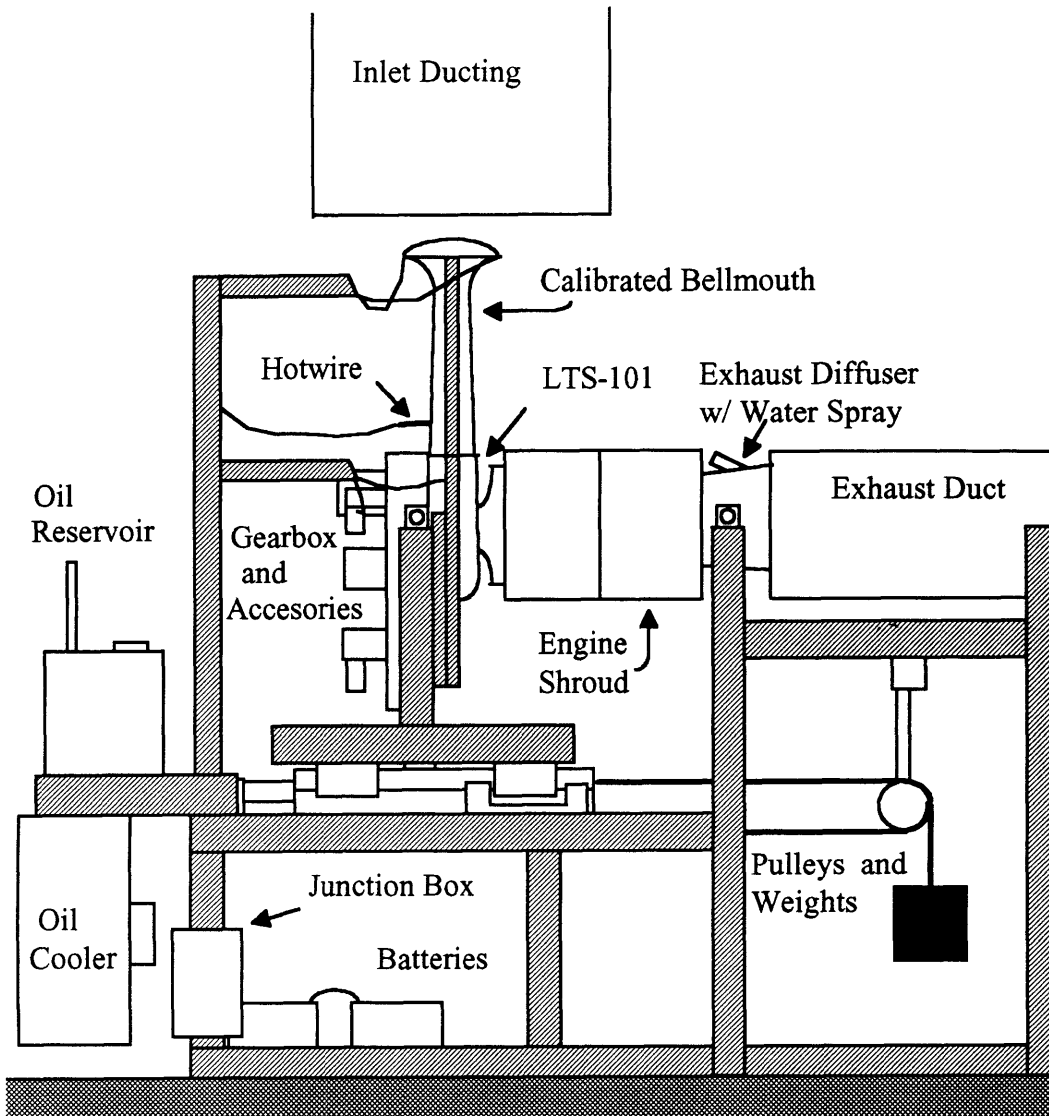 Inlet Ducting
Calibrated Bellmouth
Hotwire
LTS-101
Exhaust Diffuser
w/ Water Spray
Exhaust Duct
Oil
Reservoir
Gearbox
and
Accesories
Engine
Shroud
Pulleys and
Weights
Junction Box
Oil
Cooler
Batteries